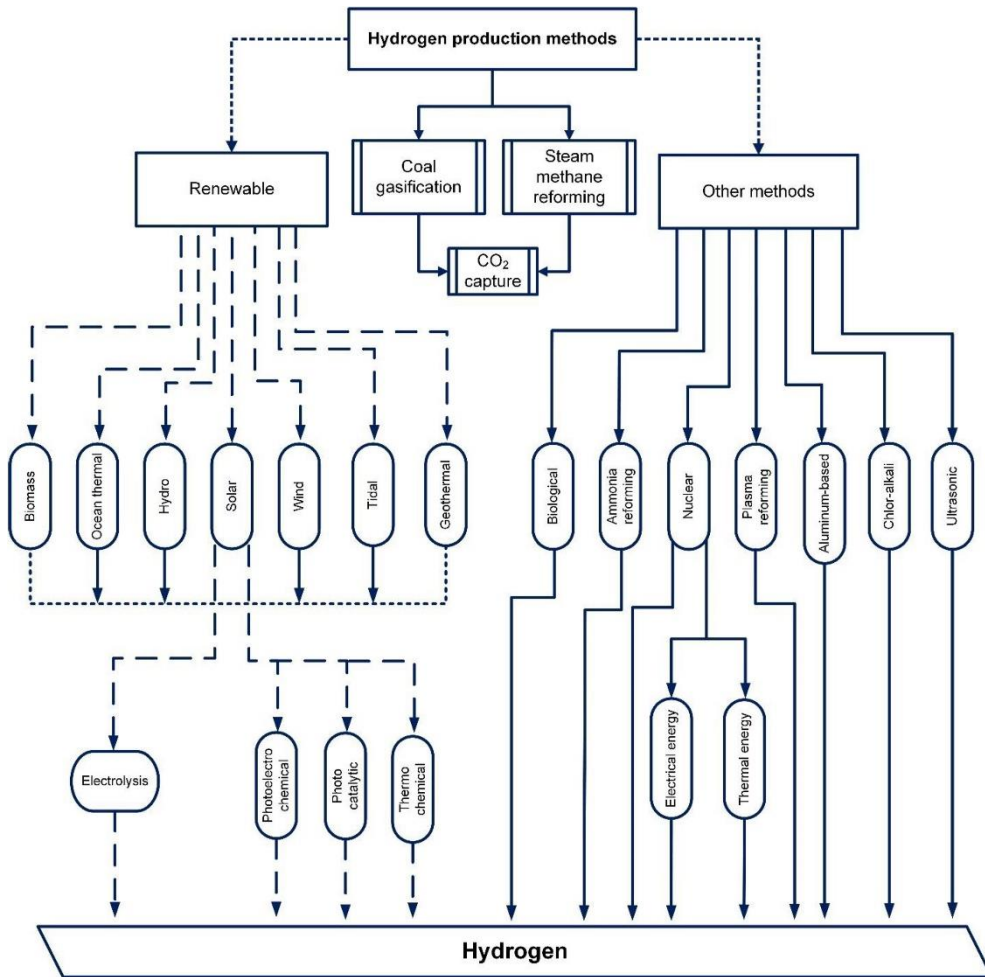 Hydrogen production methods
Renewable
Coal
gasification
Steam
methane
reforming
Other methods
CO₂
capture
Biomass
Ocean thermal
Hydro
Solar
Wind
Tidal
Geothermal
Biological
Ammonia
reforming
Nuclear
Plasma
reforming
Aluminum-based
Chlor-alkali
Ultrasonic
Electrolysis
Photoelectro
chemical
Photo
catalytic
Thermo
chemical
Electrical energy
Thermal energy
Hydrogen